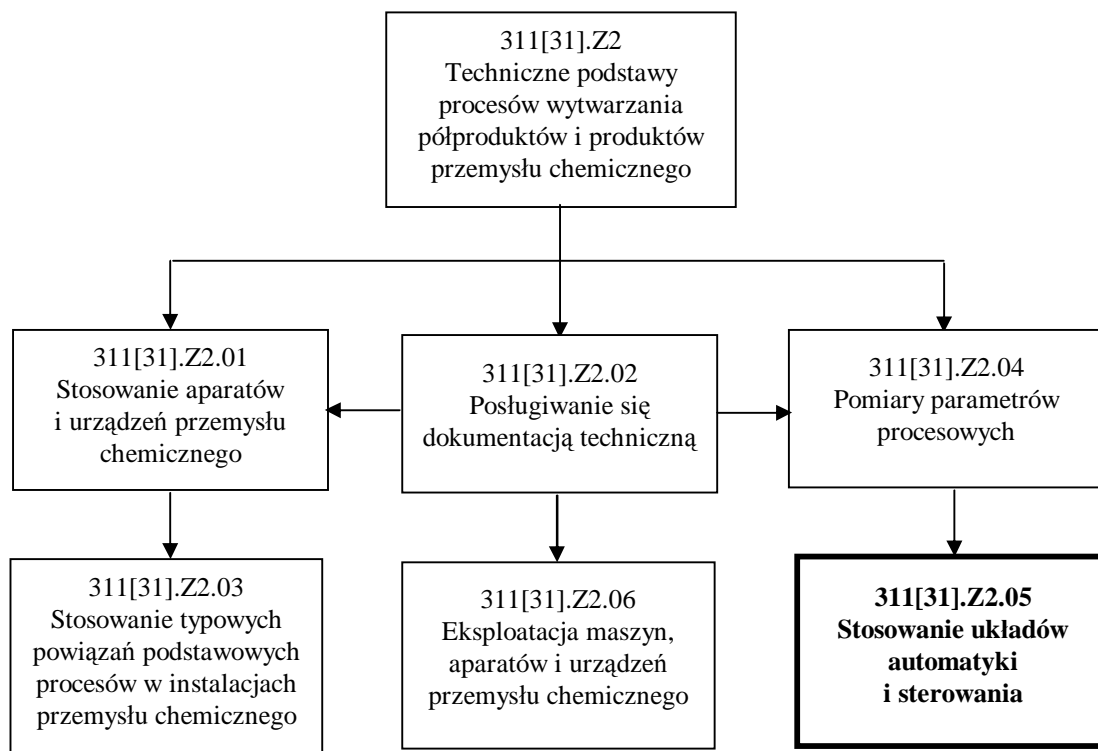 311[31].Z2
Techniczne podstawy
procesów wytwarzania
półproduktów i produktów
przemysłu chemicznego
311[31].Z2.01
Stosowanie aparatów
i urządzeń przemysłu
chemicznego
311[31].Z2.02
Posługiwanie się
dokumentacją techniczną
311[31].Z2.04
Pomiary parametrów
procesowych
311[31].Z2.03
Stosowanie typowych
powiązań podstawowych
procesów w instalacjach
przemysłu chemicznego
311[31].Z2.06
Eksploatacja maszyn,
aparatów i urządzeń
przemysłu chemicznego
311[31].Z2.05
Stosowanie układów
automatyki
i sterowania